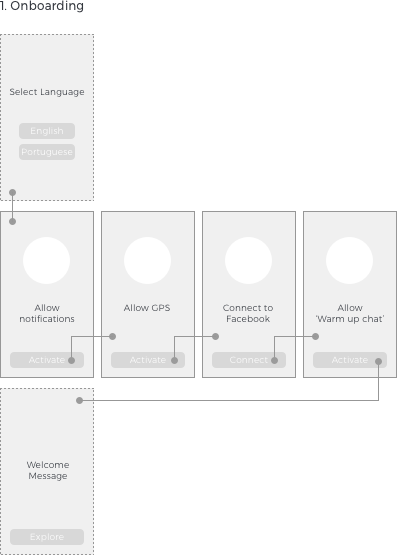 1. Onboarding
Select Language
English
Portuguese
Allow
notifications
Activate
Allow GPS
Activate
Connect to
Facebook
Connect
Allow
'Warm up chat'
Activate
Welcome
Message
Explore